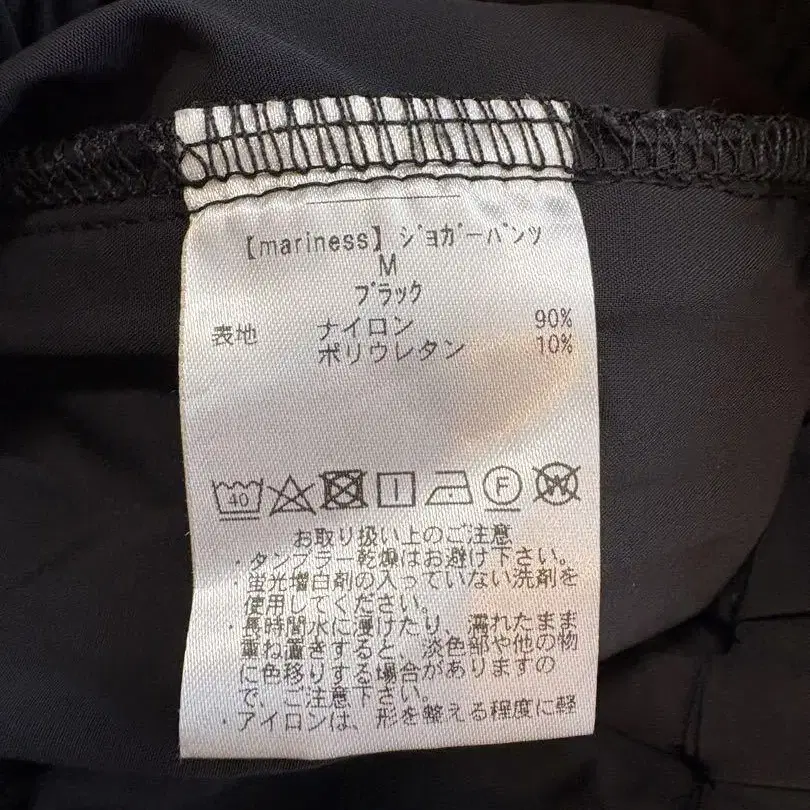 【mariness】ジョガーパンツ
M
ブラック
表地 ナイロン 90%
ポリウレタン 10%
40 F W
お取り扱い上のご注意
・タンブラー乾燥はお避け下さい。
・蛍光増白剤の入っていない洗剤を
使用してください。
・長時間水に浸けたり、濡れたまま
重ね置きすると、淡色部や他の物
に色移りする場合がありますの
で、ご注意下さい。
・アイロンは、形を整える程度に軽